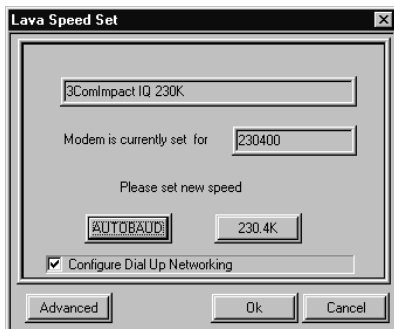 Lava Speed Set
3ComImpact IQ 230K
Modem is currently set for 230400
Please set new speed
AUTOBAUD 230.4K
Configure Dial Up Networking
Advanced Ok Cancel